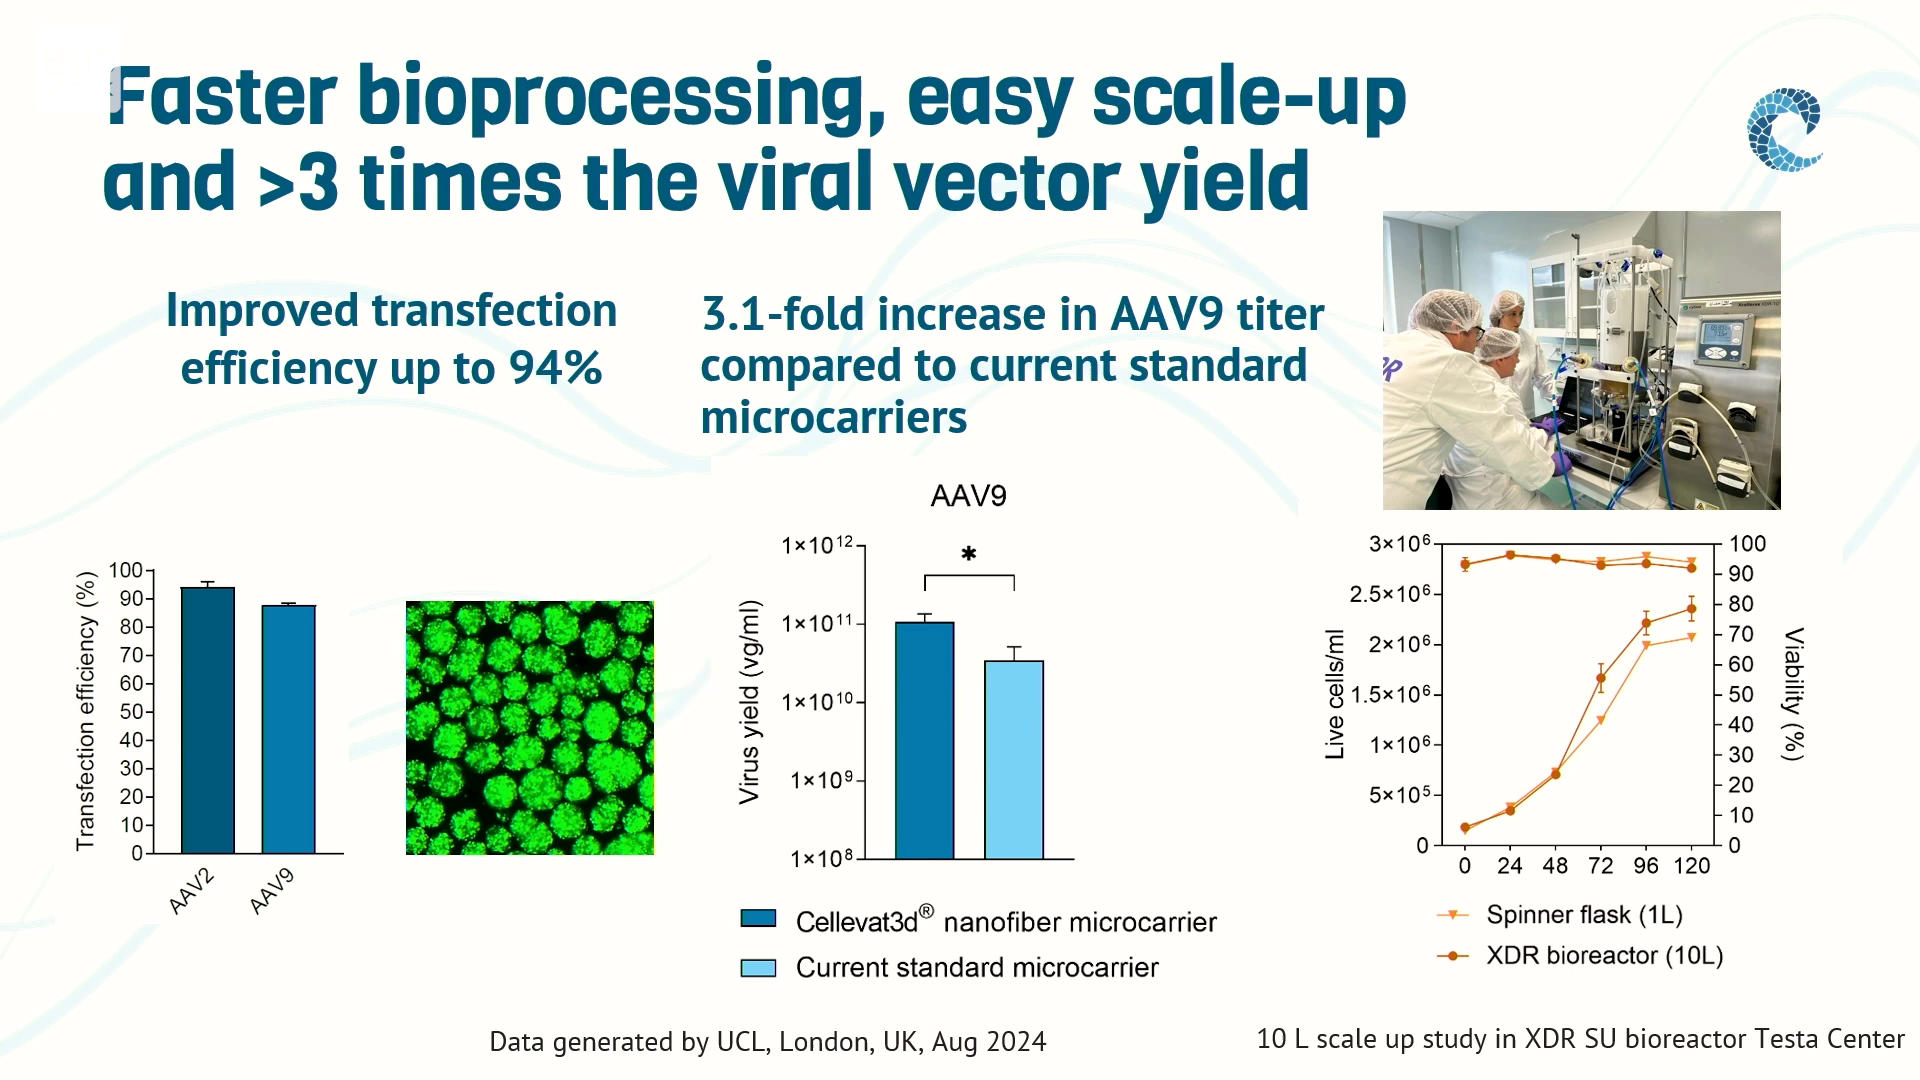 Faster bioprocessing, easy scale-up
and >3 times the viral vector yield
Improved transfection
efficiency up to 94%
3.1-fold increase in AAV9 titer
compared to current standard
microcarriers
Transfection efficiency (%)
100
90
80
70
60
50
40
30
20
10
0
AAV2
AAV9
AAV9
Virus yield (vg/ml)
1×10¹²
1×10¹¹
1×10¹⁰
1×10⁹
1×10⁸
*
Cellevat3d® nanofiber microcarrier
Current standard microcarrier
Live cells/ml
3×10⁶
2.5×10⁶
2×10⁶
1.5×10⁶
1×10⁶
5×10⁵
0
100
90
80
70
60
50
40
30
20
10
0
Viability (%)
0 24 48 72 96 120
Spinner flask (1L)
XDR bioreactor (10L)
Data generated by UCL, London, UK, Aug 2024
10 L scale up study in XDR SU bioreactor Testa Center